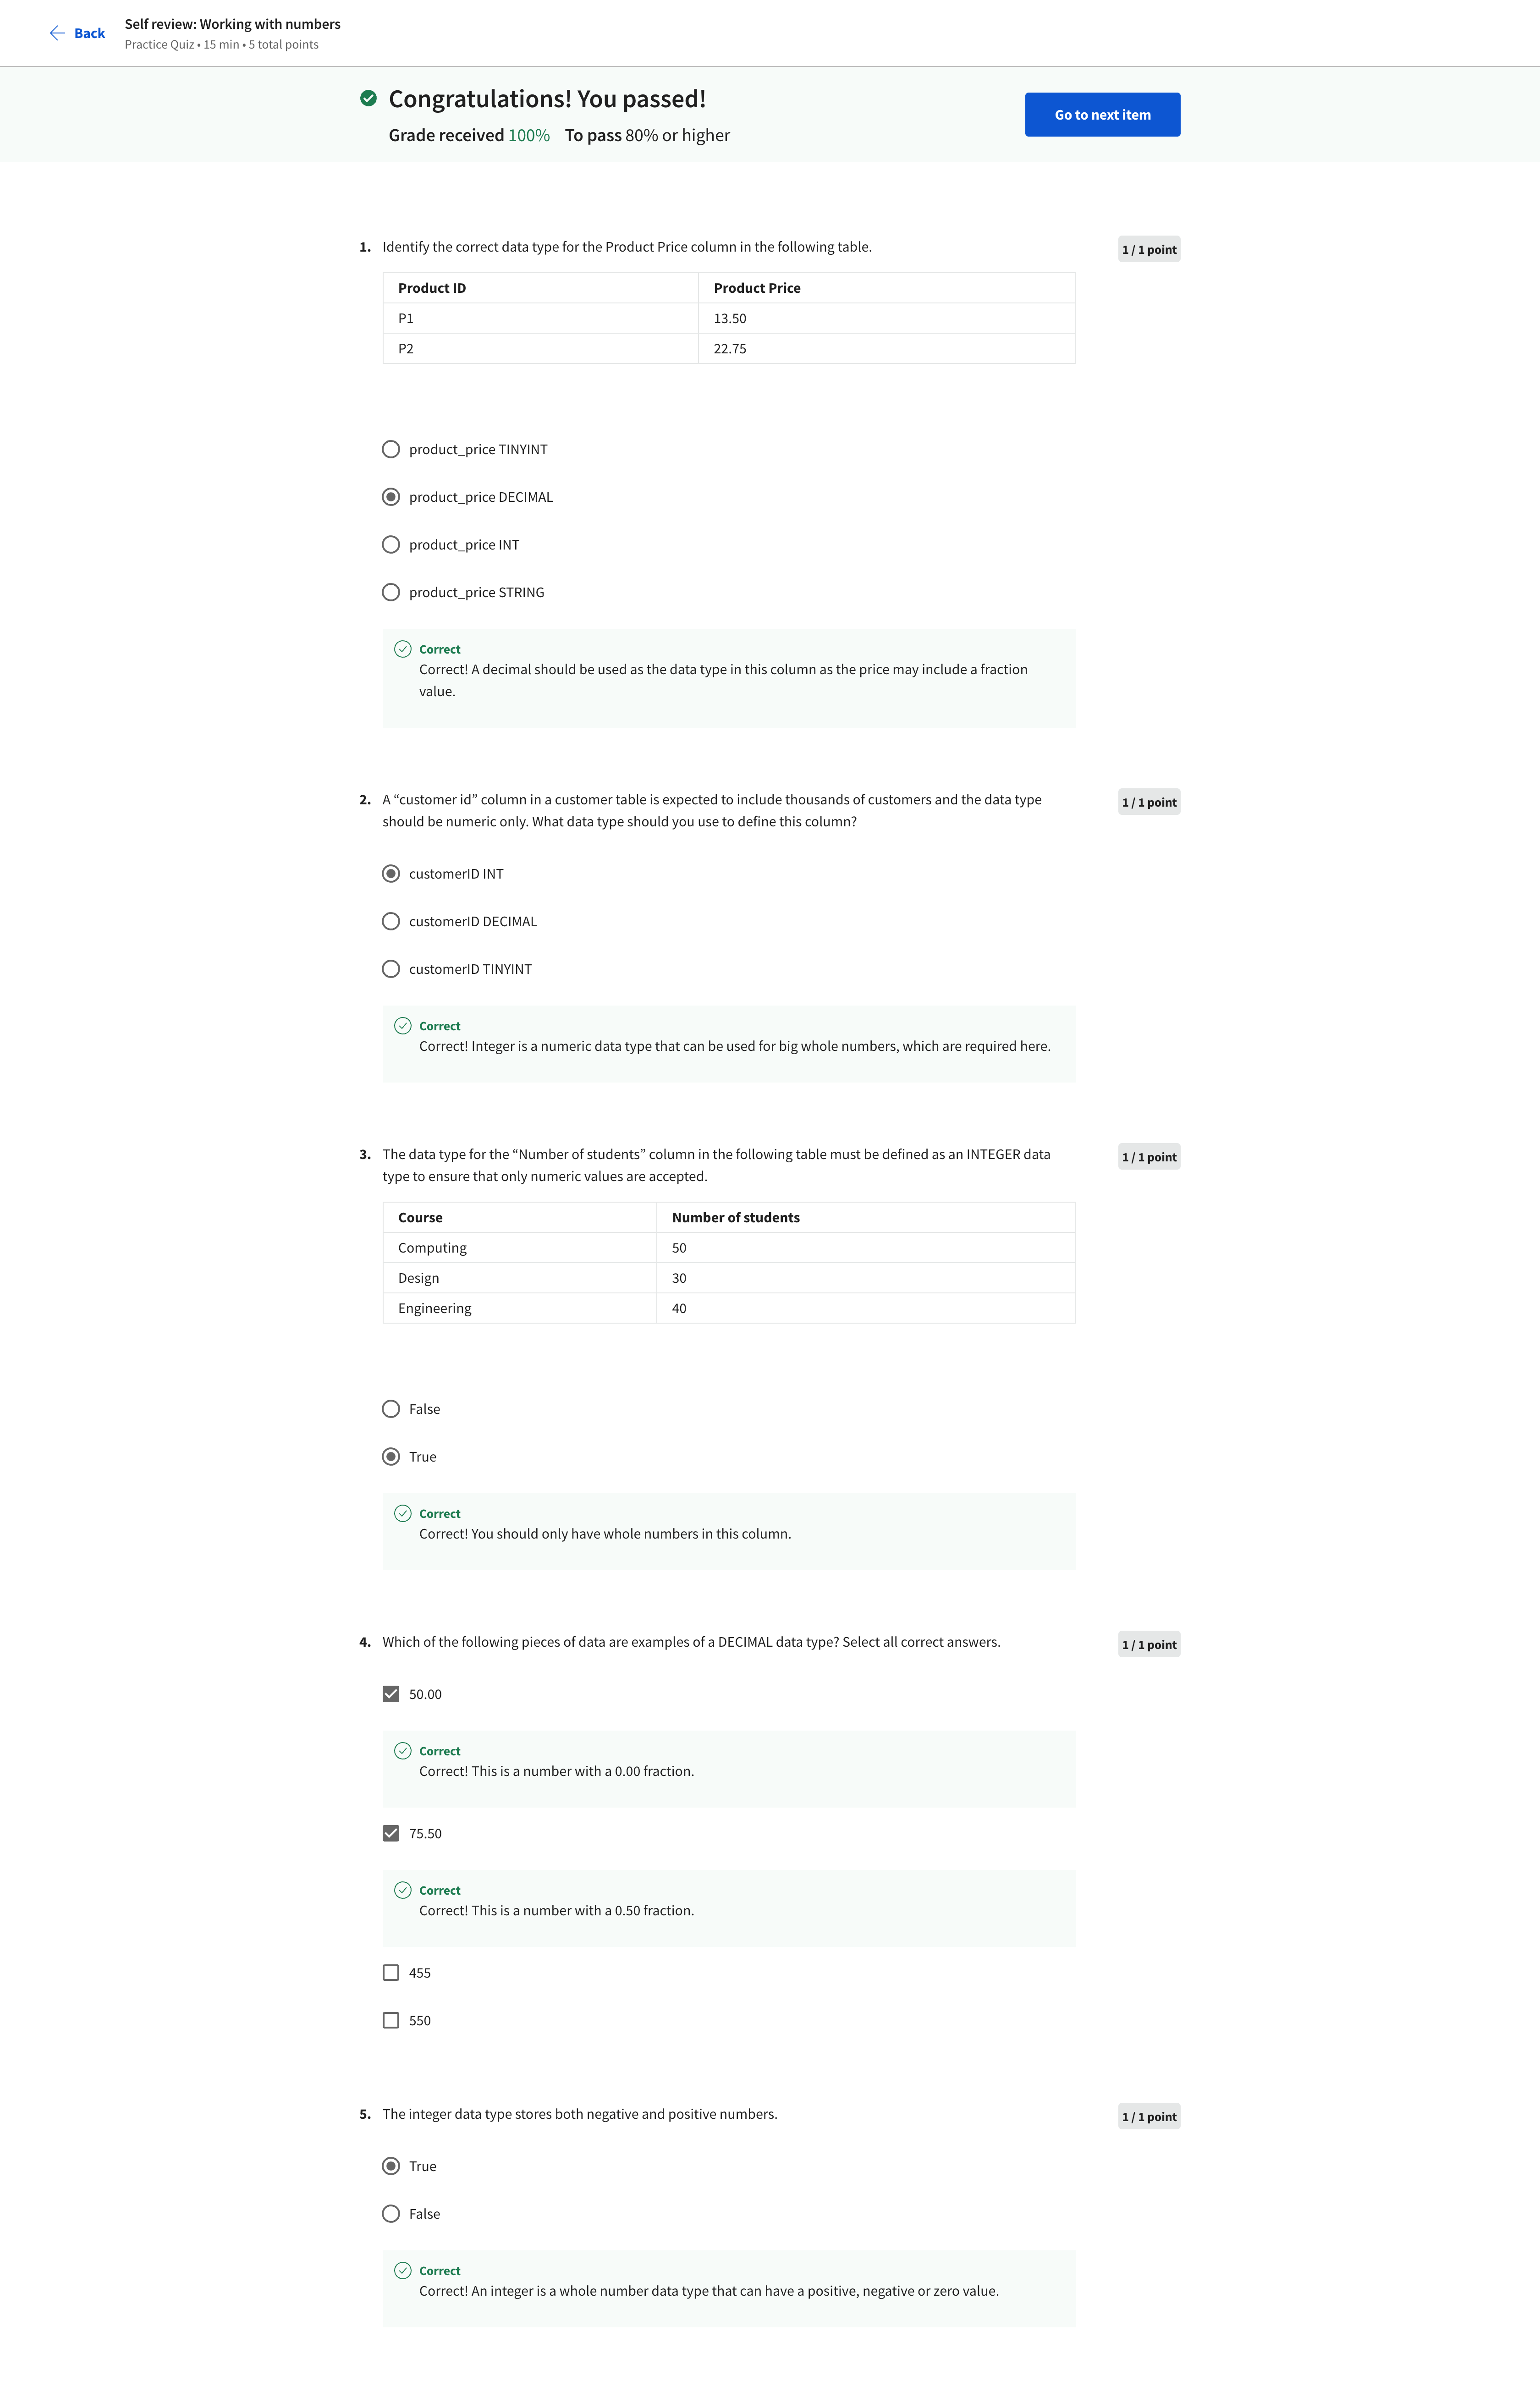 Back
Self review: Working with numbers
Practice Quiz • 15 min • 5 total points
Congratulations! You passed!
Grade received 100% To pass 80% or higher
Go to next item
1. Identify the correct data type for the Product Price column in the following table.
1 / 1 point
Product ID Product Price
P1 13.50
P2 22.75
product_price TINYINT
product_price DECIMAL
product_price INT
product_price STRING
Correct
Correct! A decimal should be used as the data type in this column as the price may include a fraction
value.
2. A “customer id” column in a customer table is expected to include thousands of customers and the data type
should be numeric only. What data type should you use to define this column?
1 / 1 point
customerID INT
customerID DECIMAL
customerID TINYINT
Correct
Correct! Integer is a numeric data type that can be used for big whole numbers, which are required here.
3. The data type for the “Number of students” column in the following table must be defined as an INTEGER data
type to ensure that only numeric values are accepted.
1 / 1 point
Course Number of students
Computing 50
Design 30
Engineering 40
False
True
Correct
Correct! You should only have whole numbers in this column.
4. Which of the following pieces of data are examples of a DECIMAL data type? Select all correct answers.
1 / 1 point
50.00
Correct
Correct! This is a number with a 0.00 fraction.
75.50
Correct
Correct! This is a number with a 0.50 fraction.
455
550
5. The integer data type stores both negative and positive numbers.
1 / 1 point
True
False
Correct
Correct! An integer is a whole number data type that can have a positive, negative or zero value.